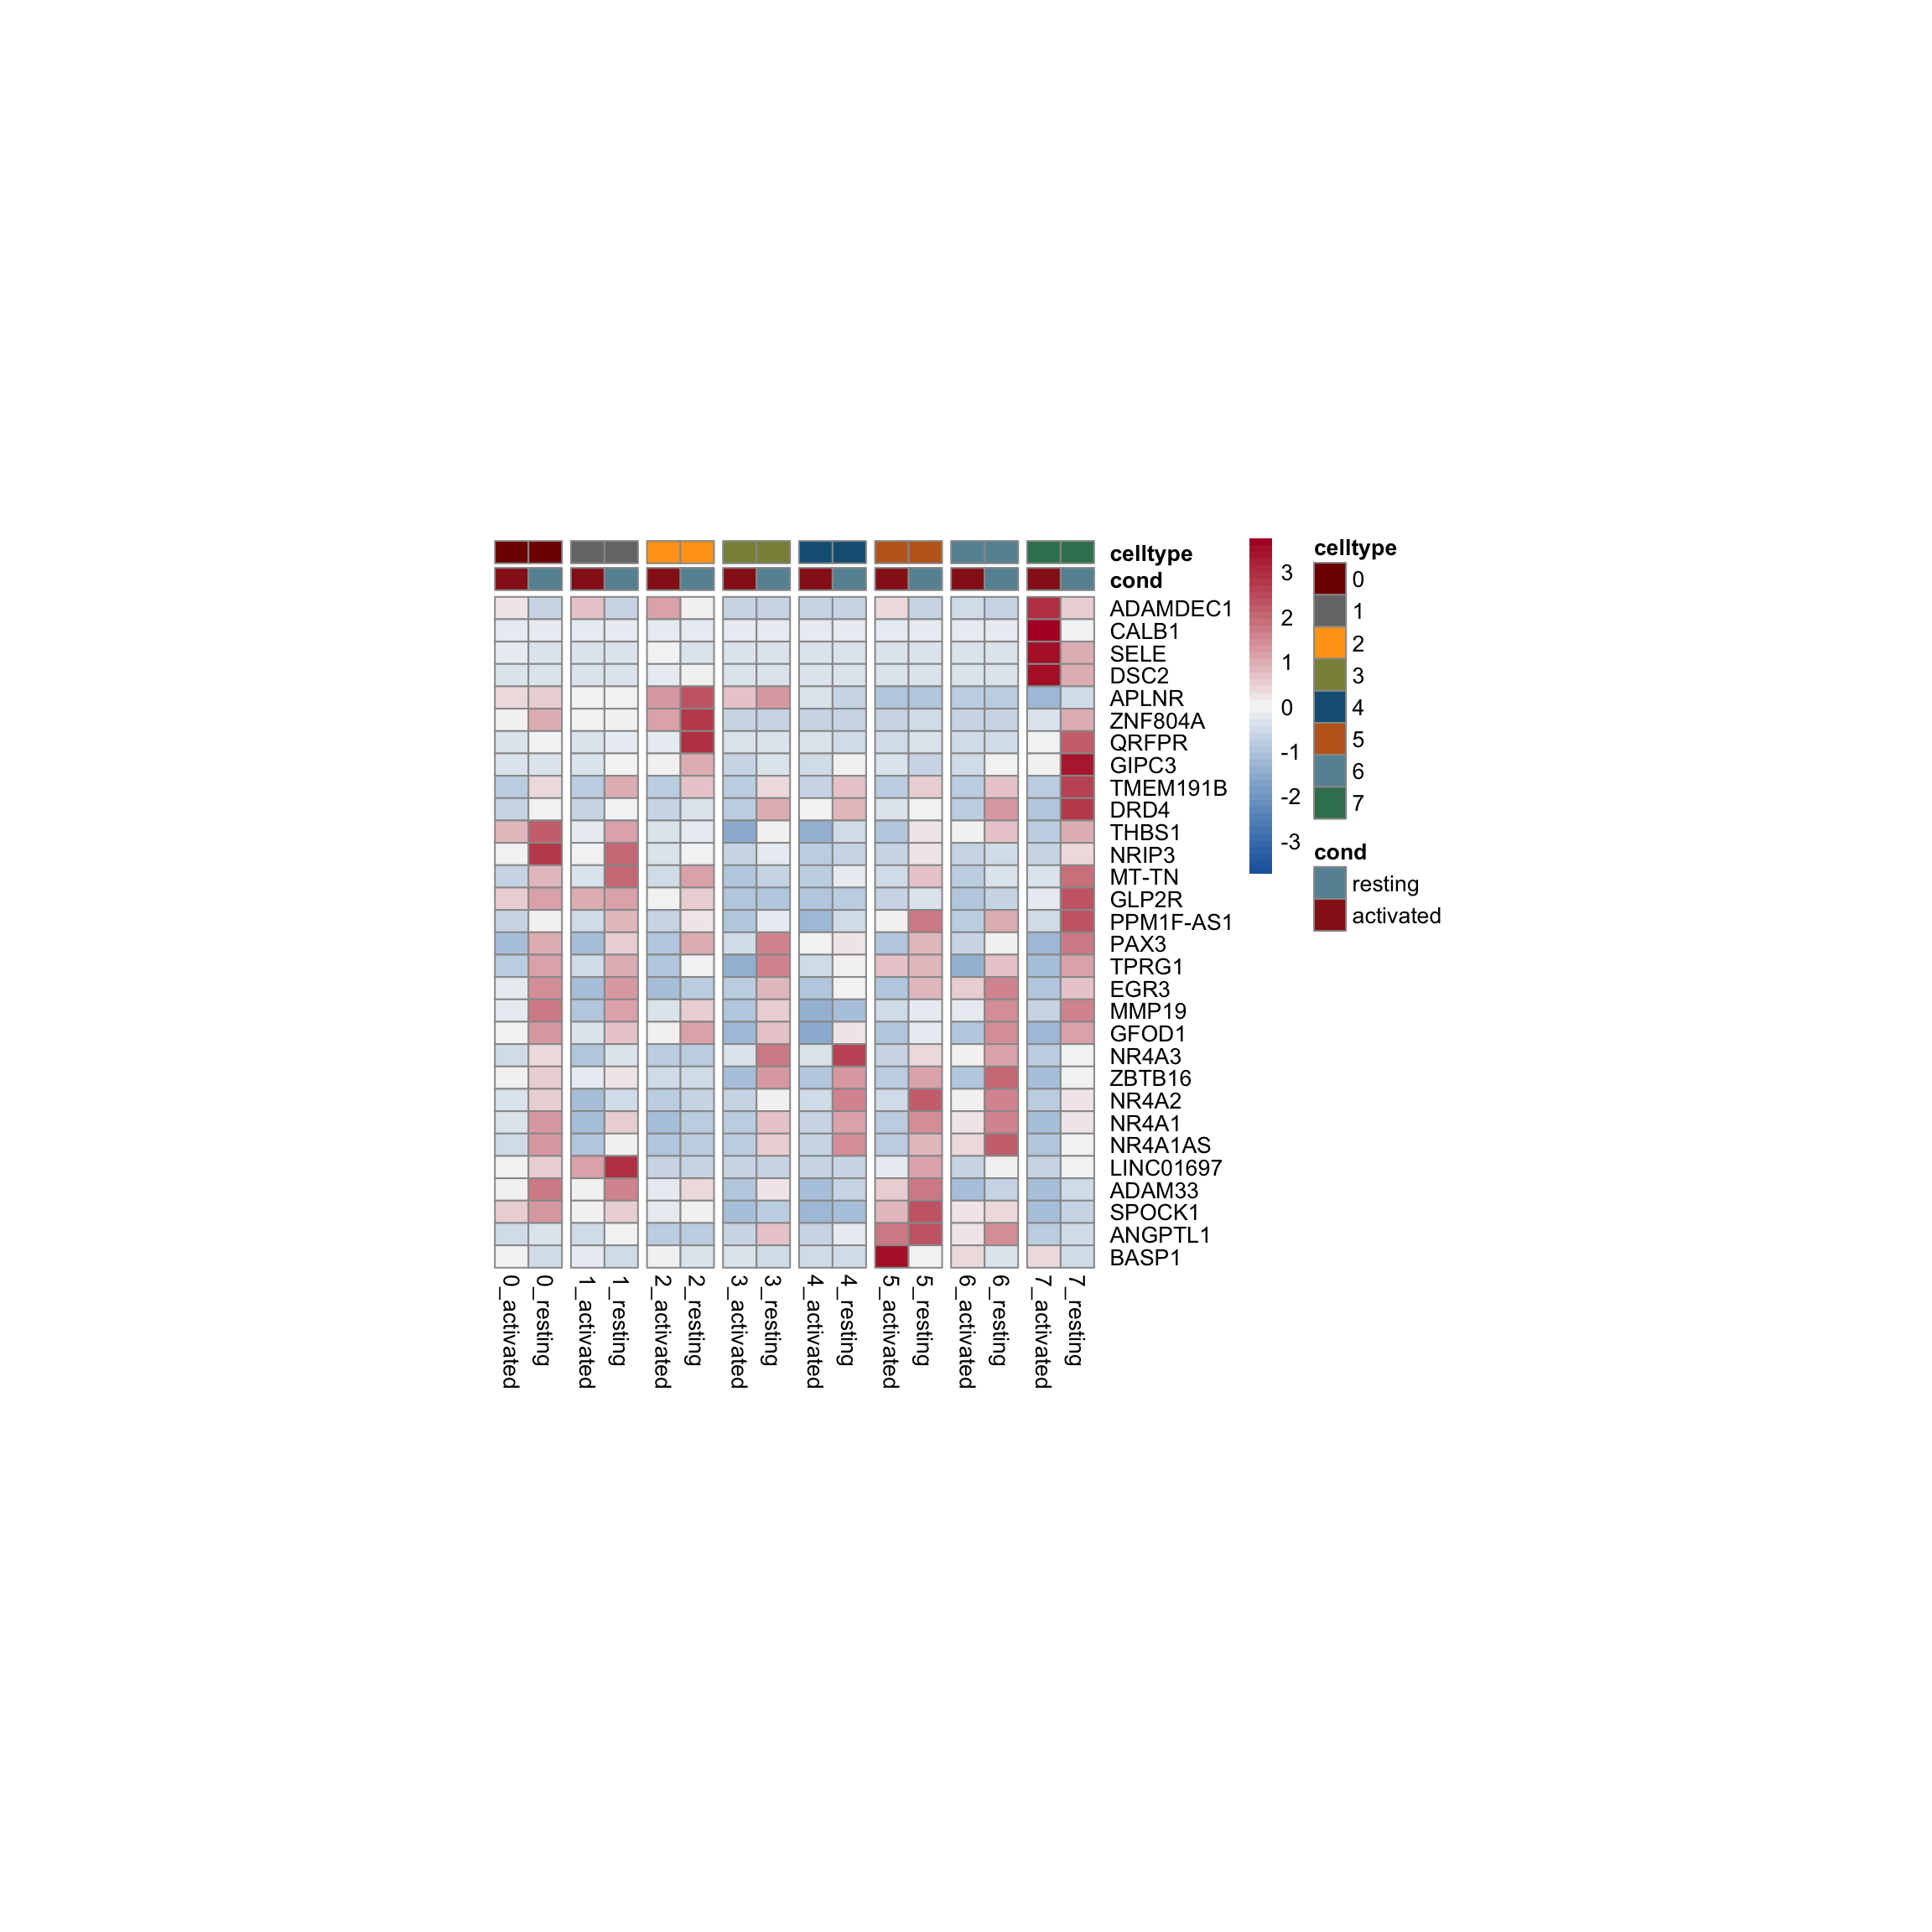 celltype
cond
ADAMDEC1
CALB1
SELE
DSC2
APLNR
ZNF804A
QRFPR
GIPC3
TMEM191B
DRD4
THBS1
NRIP3
MT-TN
GLP2R
PPM1F-AS1
PAX3
TPRG1
EGR3
MMP19
GFOD1
NR4A3
ZBTB16
NR4A2
NR4A1
NR4A1AS
LINC01697
ADAM33
SPOCK1
ANGPTL1
BASP1
0_activated
0_resting
1_activated
1_resting
2_activated
2_resting
3_activated
3_resting
4_activated
4_resting
5_activated
5_resting
6_activated
6_resting
7_activated
7_resting
3
2
1
0
-1
-2
-3
celltype
0
1
2
3
4
5
6
7
cond
resting
activated